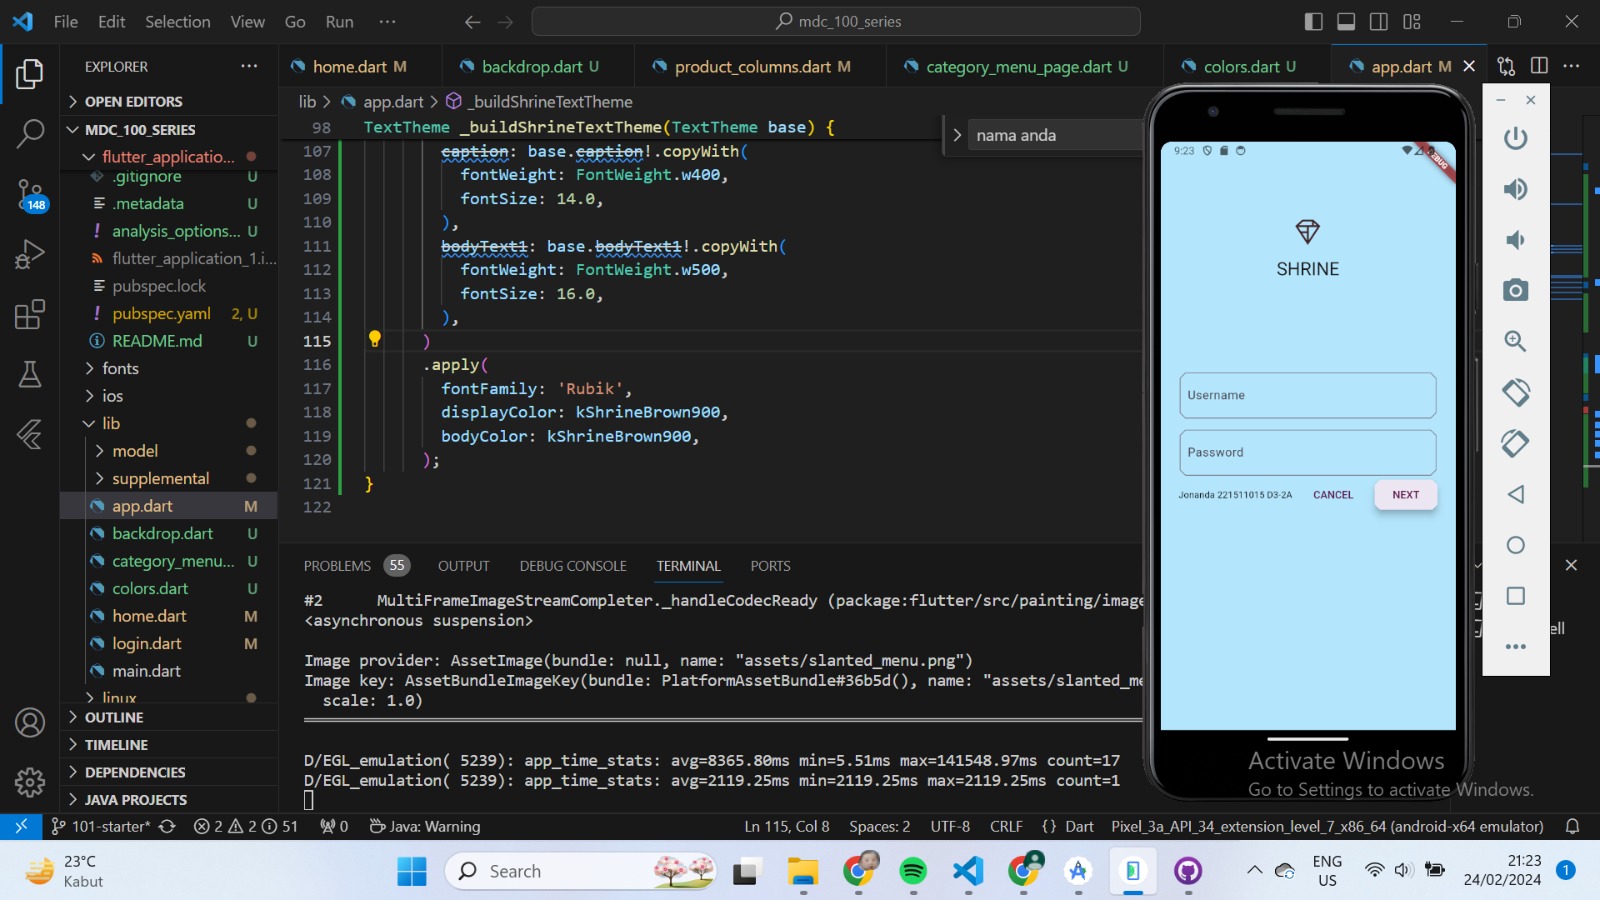 File Edit Selection View Go Run ···
mdc_100_series
EXPLORER ···
home.dart M backdrop.dart U product_columns.dart M category_menu_page.dart U colors.dart U app.dart M
OPEN EDITORS
lib > app.dart > _buildShrineTextTheme
MDC_100_SERIES
98 TextTheme _buildShrineTextTheme(TextTheme base) {
nama anda
flutter_applicatio...
107 caption: base.caption!.copyWith(
108 fontWeight: FontWeight.w400,
109 fontSize: 14.0,
110 ),
111 bodyText1: base.bodyText1!.copyWith(
112 fontWeight: FontWeight.w500,
113 fontSize: 16.0,
114 ),
115 )
116 .apply(
117 fontFamily: 'Rubik',
118 displayColor: kShrineBrown900,
119 bodyColor: kShrineBrown900,
120 );
121 }
122
.gitignore U
.metadata U
! analysis_options... U
flutter_application_1.i...
pubspec.lock
! pubspec.yaml 2, U
README.md U
fonts
ios
lib
model
supplemental
app.dart M
backdrop.dart U
category_menu... U
colors.dart U
home.dart M
login.dart M
main.dart
linux
OUTLINE
TIMELINE
DEPENDENCIES
JAVA PROJECTS
148
PROBLEMS 55 OUTPUT DEBUG CONSOLE TERMINAL PORTS
#2 MultiFrameImageStreamCompleter._handleCodecReady (package:flutter/src/painting/image
<asynchronous suspension>
Image provider: AssetImage(bundle: null, name: "assets/slanted_menu.png")
Image key: AssetBundleImageKey(bundle: PlatformAssetBundle#36b5d(), name: "assets/slanted_me
scale: 1.0)
D/EGL_emulation( 5239): app_time_stats: avg=8365.80ms min=5.51ms max=141548.97ms count=17
D/EGL_emulation( 5239): app_time_stats: avg=2119.25ms min=2119.25ms max=2119.25ms count=1
ell
9:23
DEBUG
SHRINE
Username
Password
Jonanda 221511015 D3-2A CANCEL NEXT
Activate Windows
Go to Settings to activate Windows.
101-starter* 2 2 51 0 Java: Warning Ln 115, Col 8 Spaces: 2 UTF-8 CRLF {} Dart Pixel_3a_API_34_extension_level_7_x86_64 (android-x64 emulator)
23°C
Kabut
Search
ENG
US
21:23
24/02/2024
1